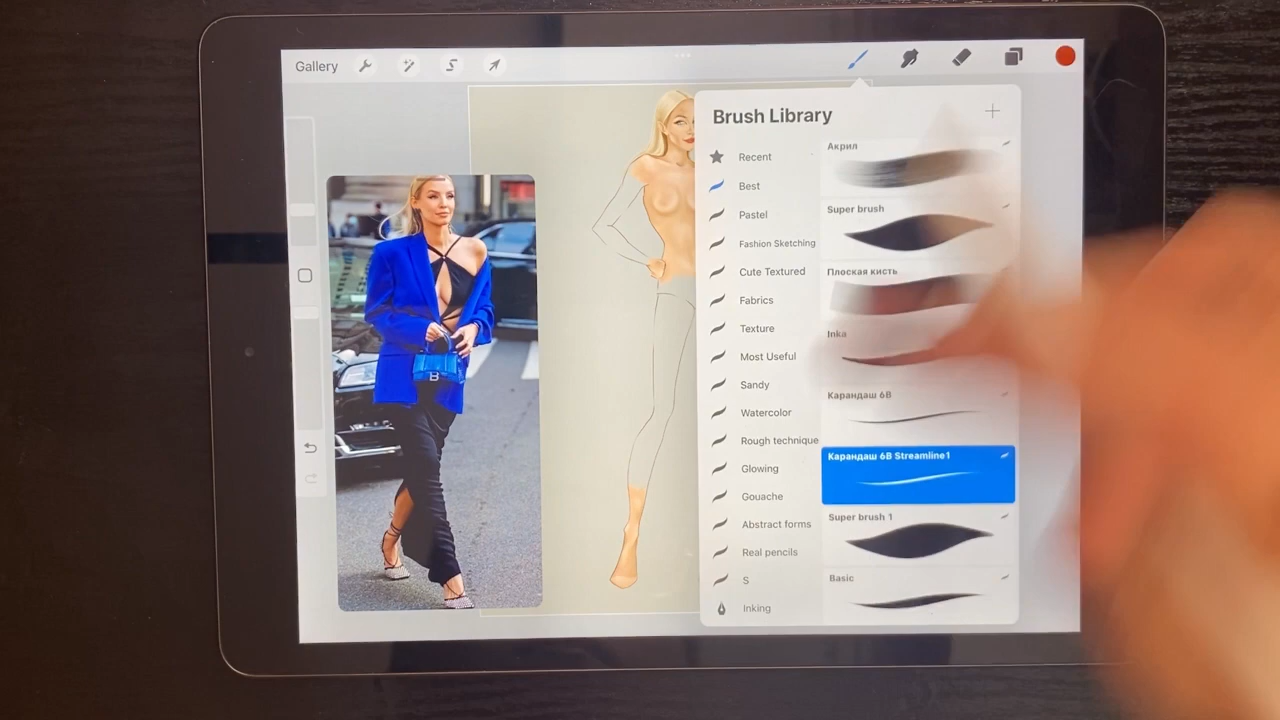 Gallery
Brush Library
Recent
Best
Pastel
Fashion Sketching
Cute Textured
Fabrics
Texture
Most Useful
Sandy
Watercolor
Rough technique
Glowing
Gouache
Abstract forms
Real pencils
S
Inking
Акрил
Super brush
Плоская кисть
Inka
Карандаш 6B
Карандаш 6B Streamline1
Super brush 1
Basic
B